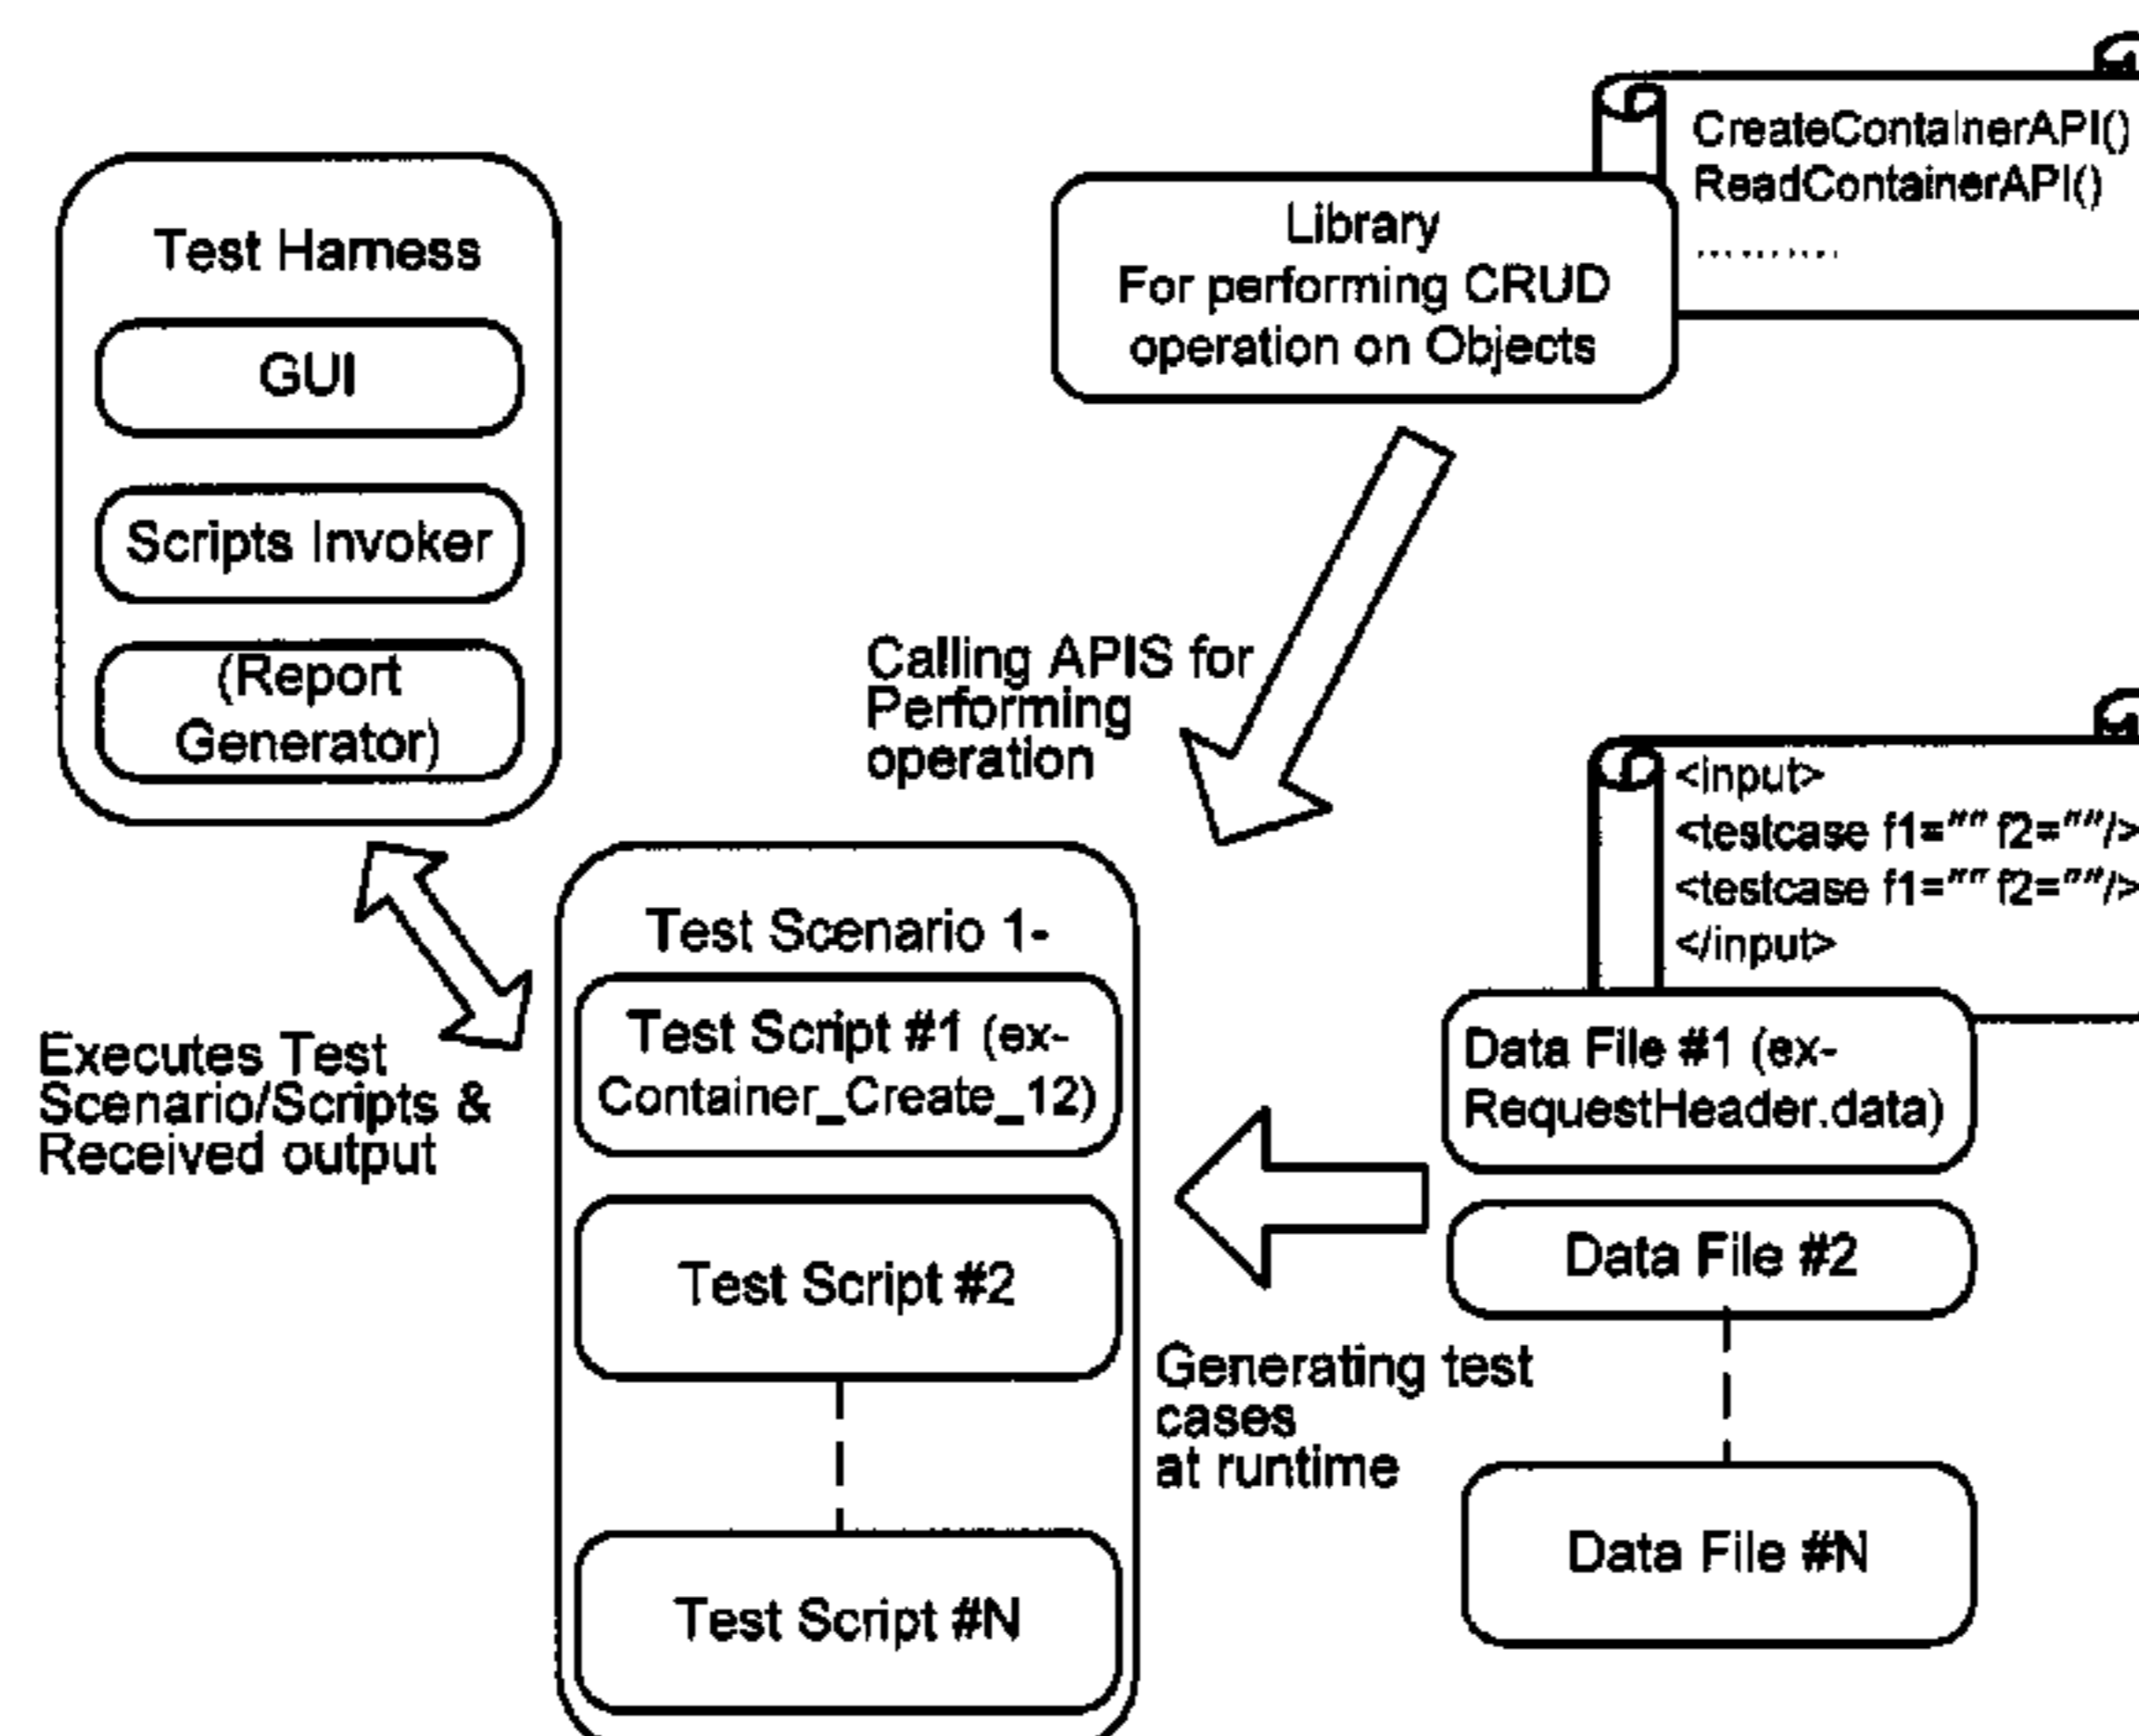 Test Harness
GUI
Scripts Invoker
(Report
Generator)
Executes Test
Scenario/Scripts &
Received output
Library
For performing CRUD
operation on Objects
CreateContainerAPI()
ReadContainerAPI()
..........
Calling APIS for
Performing
operation
Test Scenario 1-
Test Script #1 (ex-
Container_Create_12)
Test Script #2
Test Script #N
<input>
<testcase f1="" f2=""/>
<testcase f1="" f2=""/>
</input>
Data File #1 (ex-
RequestHeader.data)
Data File #2
Data File #N
Generating test
cases
at runtime